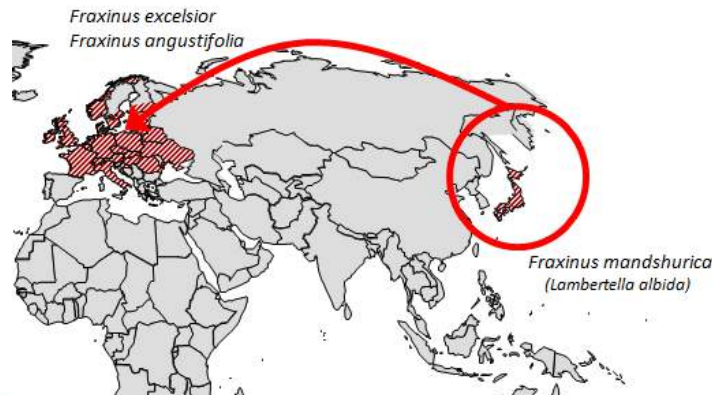 Fraxinus excelsior
Fraxinus angustifolia
Fraxinus mandshurica
(Lambertella albida)